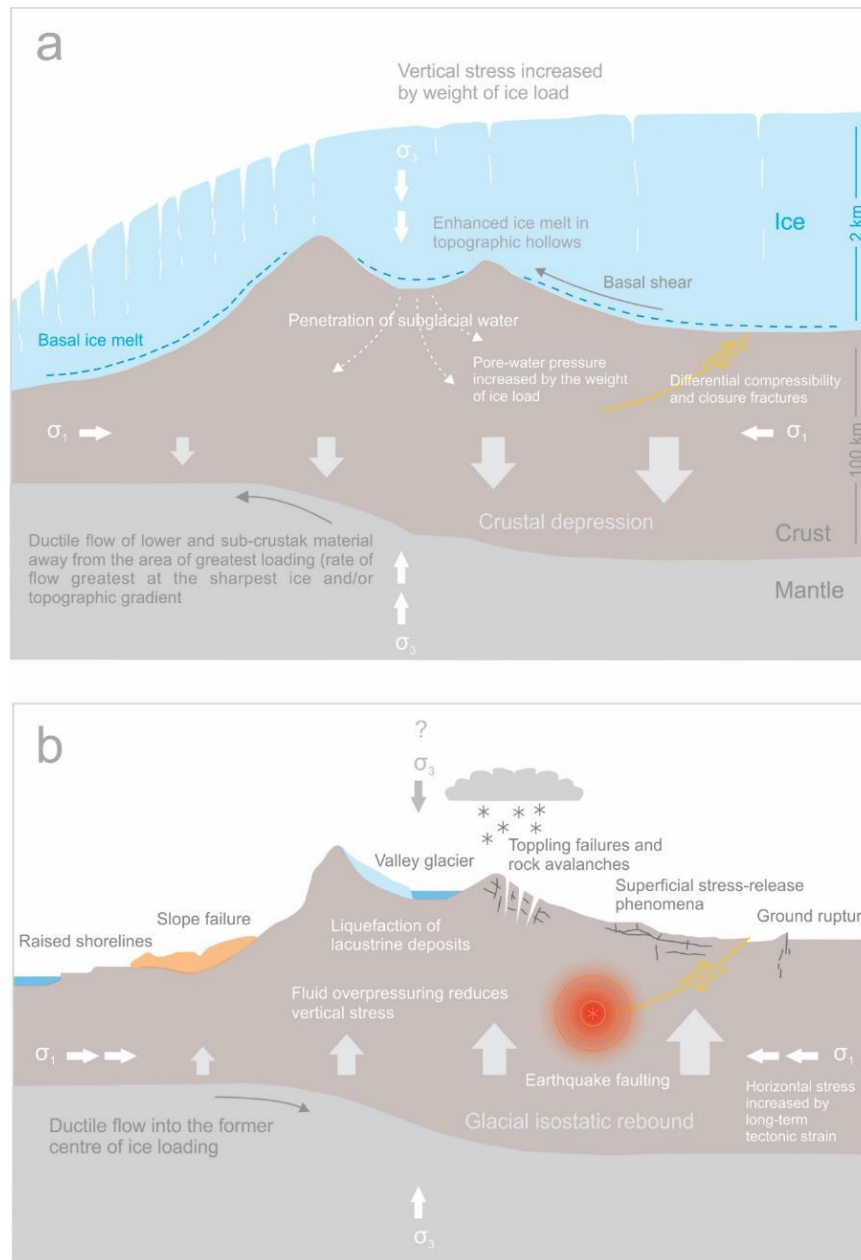 a
Vertical stress increased
by weight of ice load
σ3
Enhanced ice melt in
topographic hollows
Ice
2 km
Basal shear
Basal ice melt
Penetration of subglacial water
Pore-water pressure
increased by the weight
of ice load
Differential compressibility
and closure fractures
σ1
σ1
100 km
Crustal depression
Crust
Ductile flow of lower and sub-crustak material
away from the area of greatest loading (rate of
flow greatest at the sharpest ice and/or
topographic gradient
Mantle
σ3
b
?
σ3
Toppling failures and
rock avalanches
Valley glacier
Superficial stress-release
phenomena
Slope failure
Ground rupture
Raised shorelines
Liquefaction of
lacustrine deposits
Fluid overpressuring reduces
vertical stress
σ1
σ1
Earthquake faulting
Horizontal stress
increased by
long-term
tectonic strain
Glacial isostatic rebound
Ductile flow into the former
centre of ice loading
σ3